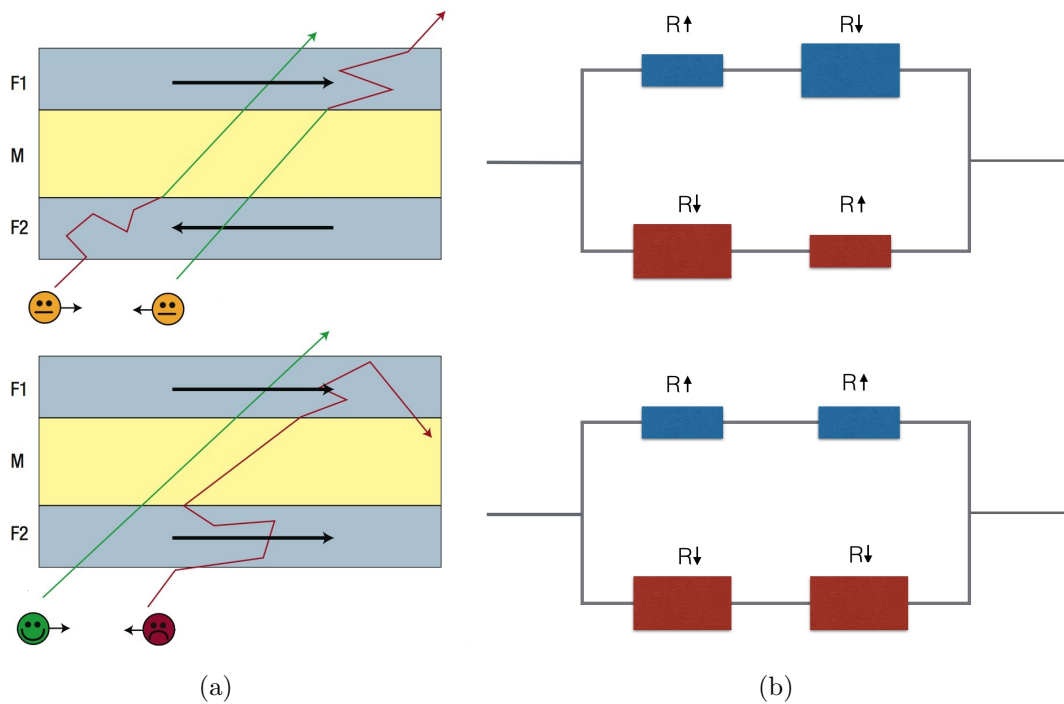 F1
M
F2
R↑ R↓
R↓ R↑
F1
M
F2
R↑ R↑
R↓ R↓
(a) (b)